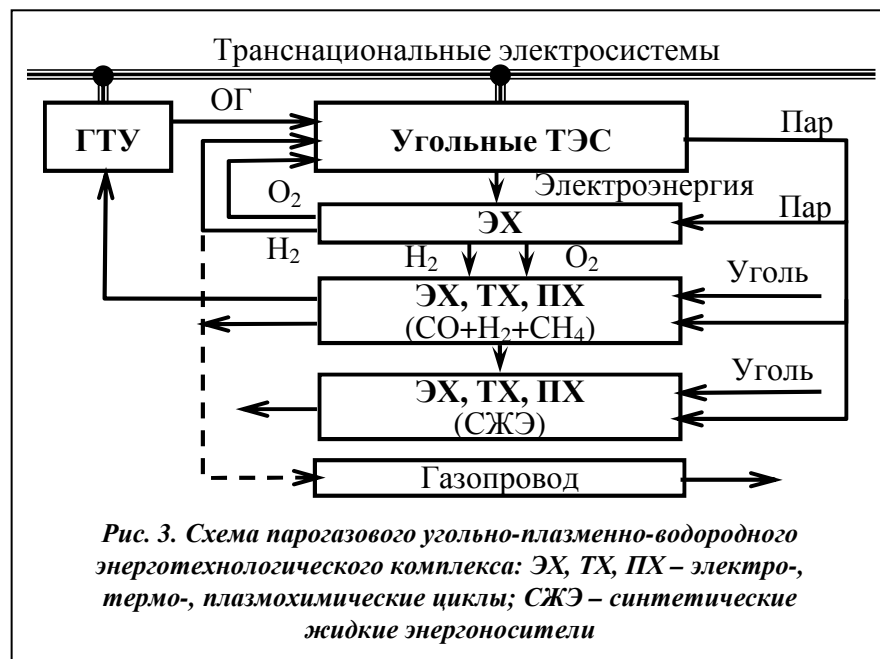 Транснациональные электросистемы
ОГ
ГТУ
Угольные ТЭС
Пар
O₂
Электроэнергия
ЭХ
Пар
H₂
H₂
O₂
Уголь
ЭХ, ТХ, ПХ
(CO+H₂+CH₄)
Уголь
ЭХ, ТХ, ПХ
(СЖЭ)
Газопровод
Рис. 3. Схема парогазового угольно-плазменно-водородного
энерготехнологического комплекса: ЭХ, ТХ, ПХ – электро-,
термо-, плазмохимические циклы; СЖЭ – синтетические
жидкие энергоносители